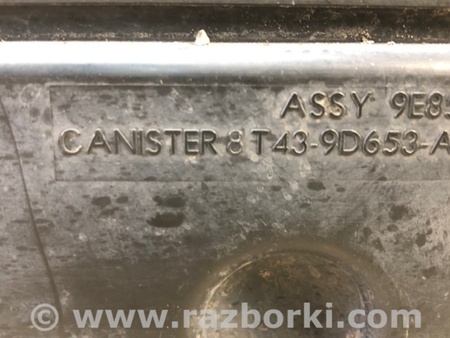 ASSY 9E85
CANISTER 8T43-9D653-A
© www.razborki.com